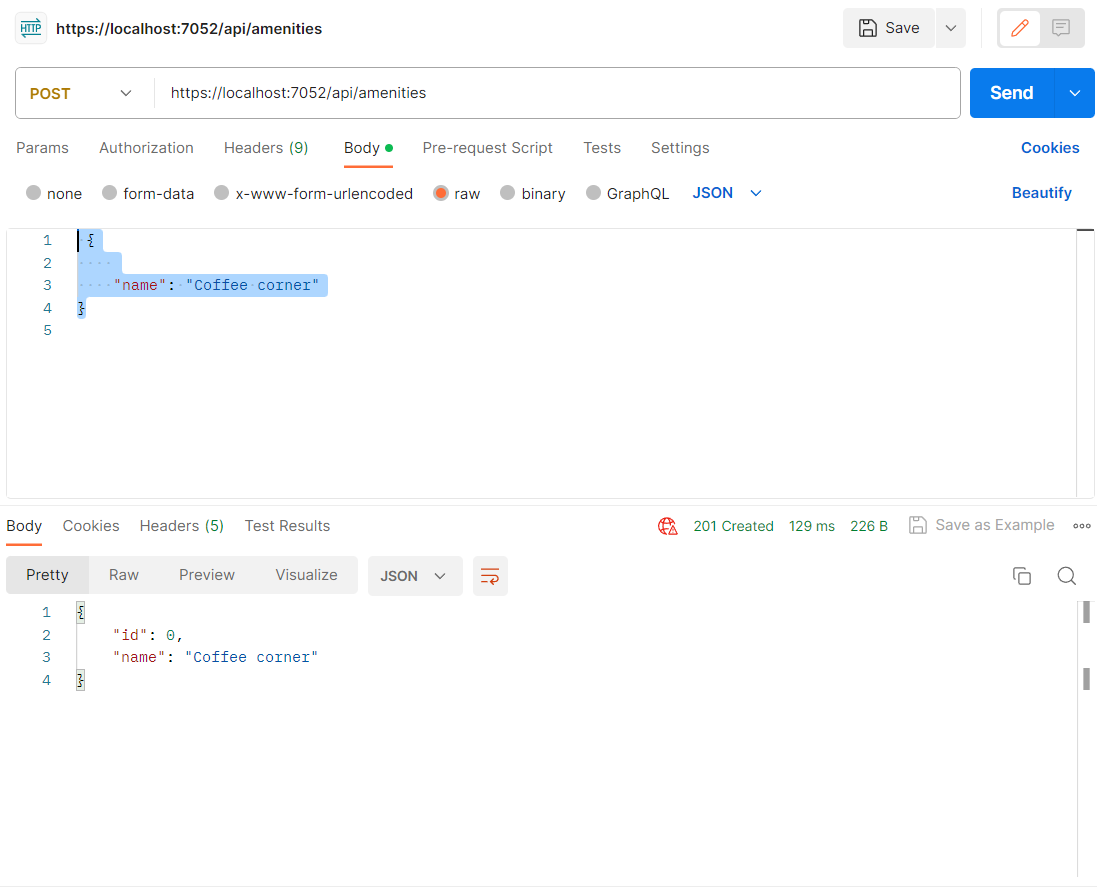 HTTP https://localhost:7052/api/amenities Save
POST https://localhost:7052/api/amenities Send
Params Authorization Headers (9) Body Pre-request Script Tests Settings Cookies
none form-data x-www-form-urlencoded raw binary GraphQL JSON Beautify
1 {
2
3 "name": "Coffee corner"
4 }
5
Body Cookies Headers (5) Test Results 201 Created 129 ms 226 B Save as Example
Pretty Raw Preview Visualize JSON
1 {
2 "id": 0,
3 "name": "Coffee corner"
4 }